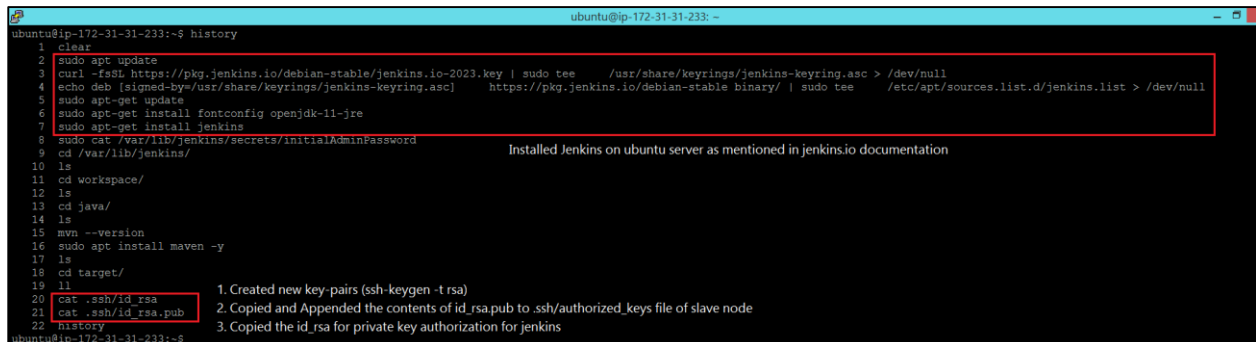 ubuntu@ip-172-31-31-233: ~
ubuntu@ip-172-31-31-233:~$ history
1 clear
2 sudo apt update
3 curl -fsSL https://pkg.jenkins.io/debian-stable/jenkins.io-2023.key | sudo tee /usr/share/keyrings/jenkins-keyring.asc > /dev/null
4 echo deb [signed-by=/usr/share/keyrings/jenkins-keyring.asc] https://pkg.jenkins.io/debian-stable binary/ | sudo tee /etc/apt/sources.list.d/jenkins.list > /dev/null
5 sudo apt-get update
6 sudo apt-get install fontconfig openjdk-11-jre
7 sudo apt-get install jenkins
8 sudo cat /var/lib/jenkins/secrets/initialAdminPassword
Installed Jenkins on ubuntu server as mentioned in jenkins.io documentation
9 cd /var/lib/jenkins/
10 ls
11 cd workspace/
12 ls
13 cd java/
14 ls
15 mvn --version
16 sudo apt install maven -y
17 ls
18 cd target/
19 ll
1. Created new key-pairs (ssh-keygen -t rsa)
20 cat .ssh/id_rsa
2. Copied and Appended the contents of id_rsa.pub to .ssh/authorized_keys file of slave node
21 cat .ssh/id_rsa.pub
22 history
3. Copied the id_rsa for private key authorization for jenkins
ubuntu@ip-172-31-31-233:~$